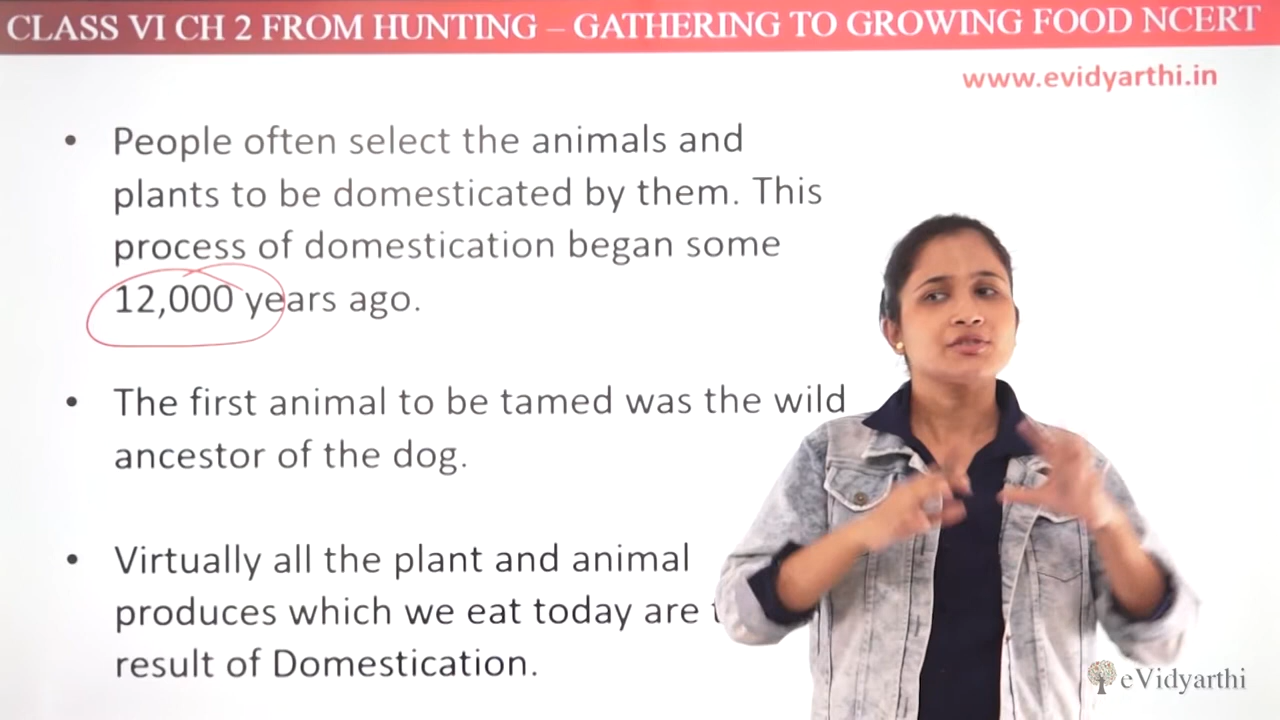 CLASS VI CH 2 FROM HUNTING – GATHERING TO GROWING FOOD NCERT
www.evidyarthi.in
• People often select the animals and
plants to be domesticated by them. This
process of domestication began some
12,000 years ago.
• The first animal to be tamed was the wild
ancestor of the dog.
• Virtually all the plant and animal
produces which we eat today are
result of Domestication.
eVidyarthi